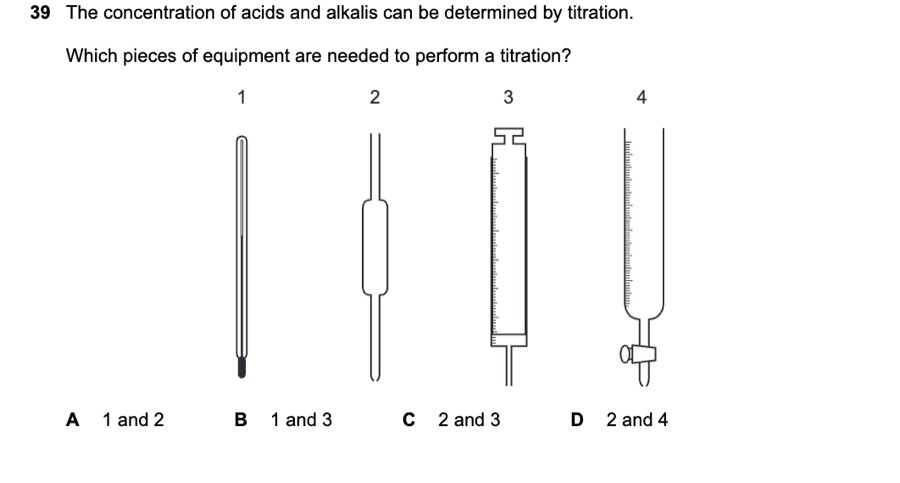 39 The concentration of acids and alkalis can be determined by titration.
Which pieces of equipment are needed to perform a titration?
1 2 3 4
A 1 and 2 B 1 and 3 C 2 and 3 D 2 and 4